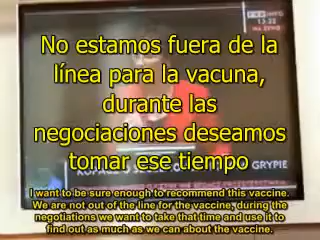 13:22
No estamos fuera de la
línea para la vacuna,
durante las
negociaciones deseamos
tomar ese tiempo
GRYPIE
I want to be sure enough to recommend this vaccine.
We are not out of the line for the vaccine, during the
negotiations we want to take that time and use it to
find out as much as we can about the vaccine.